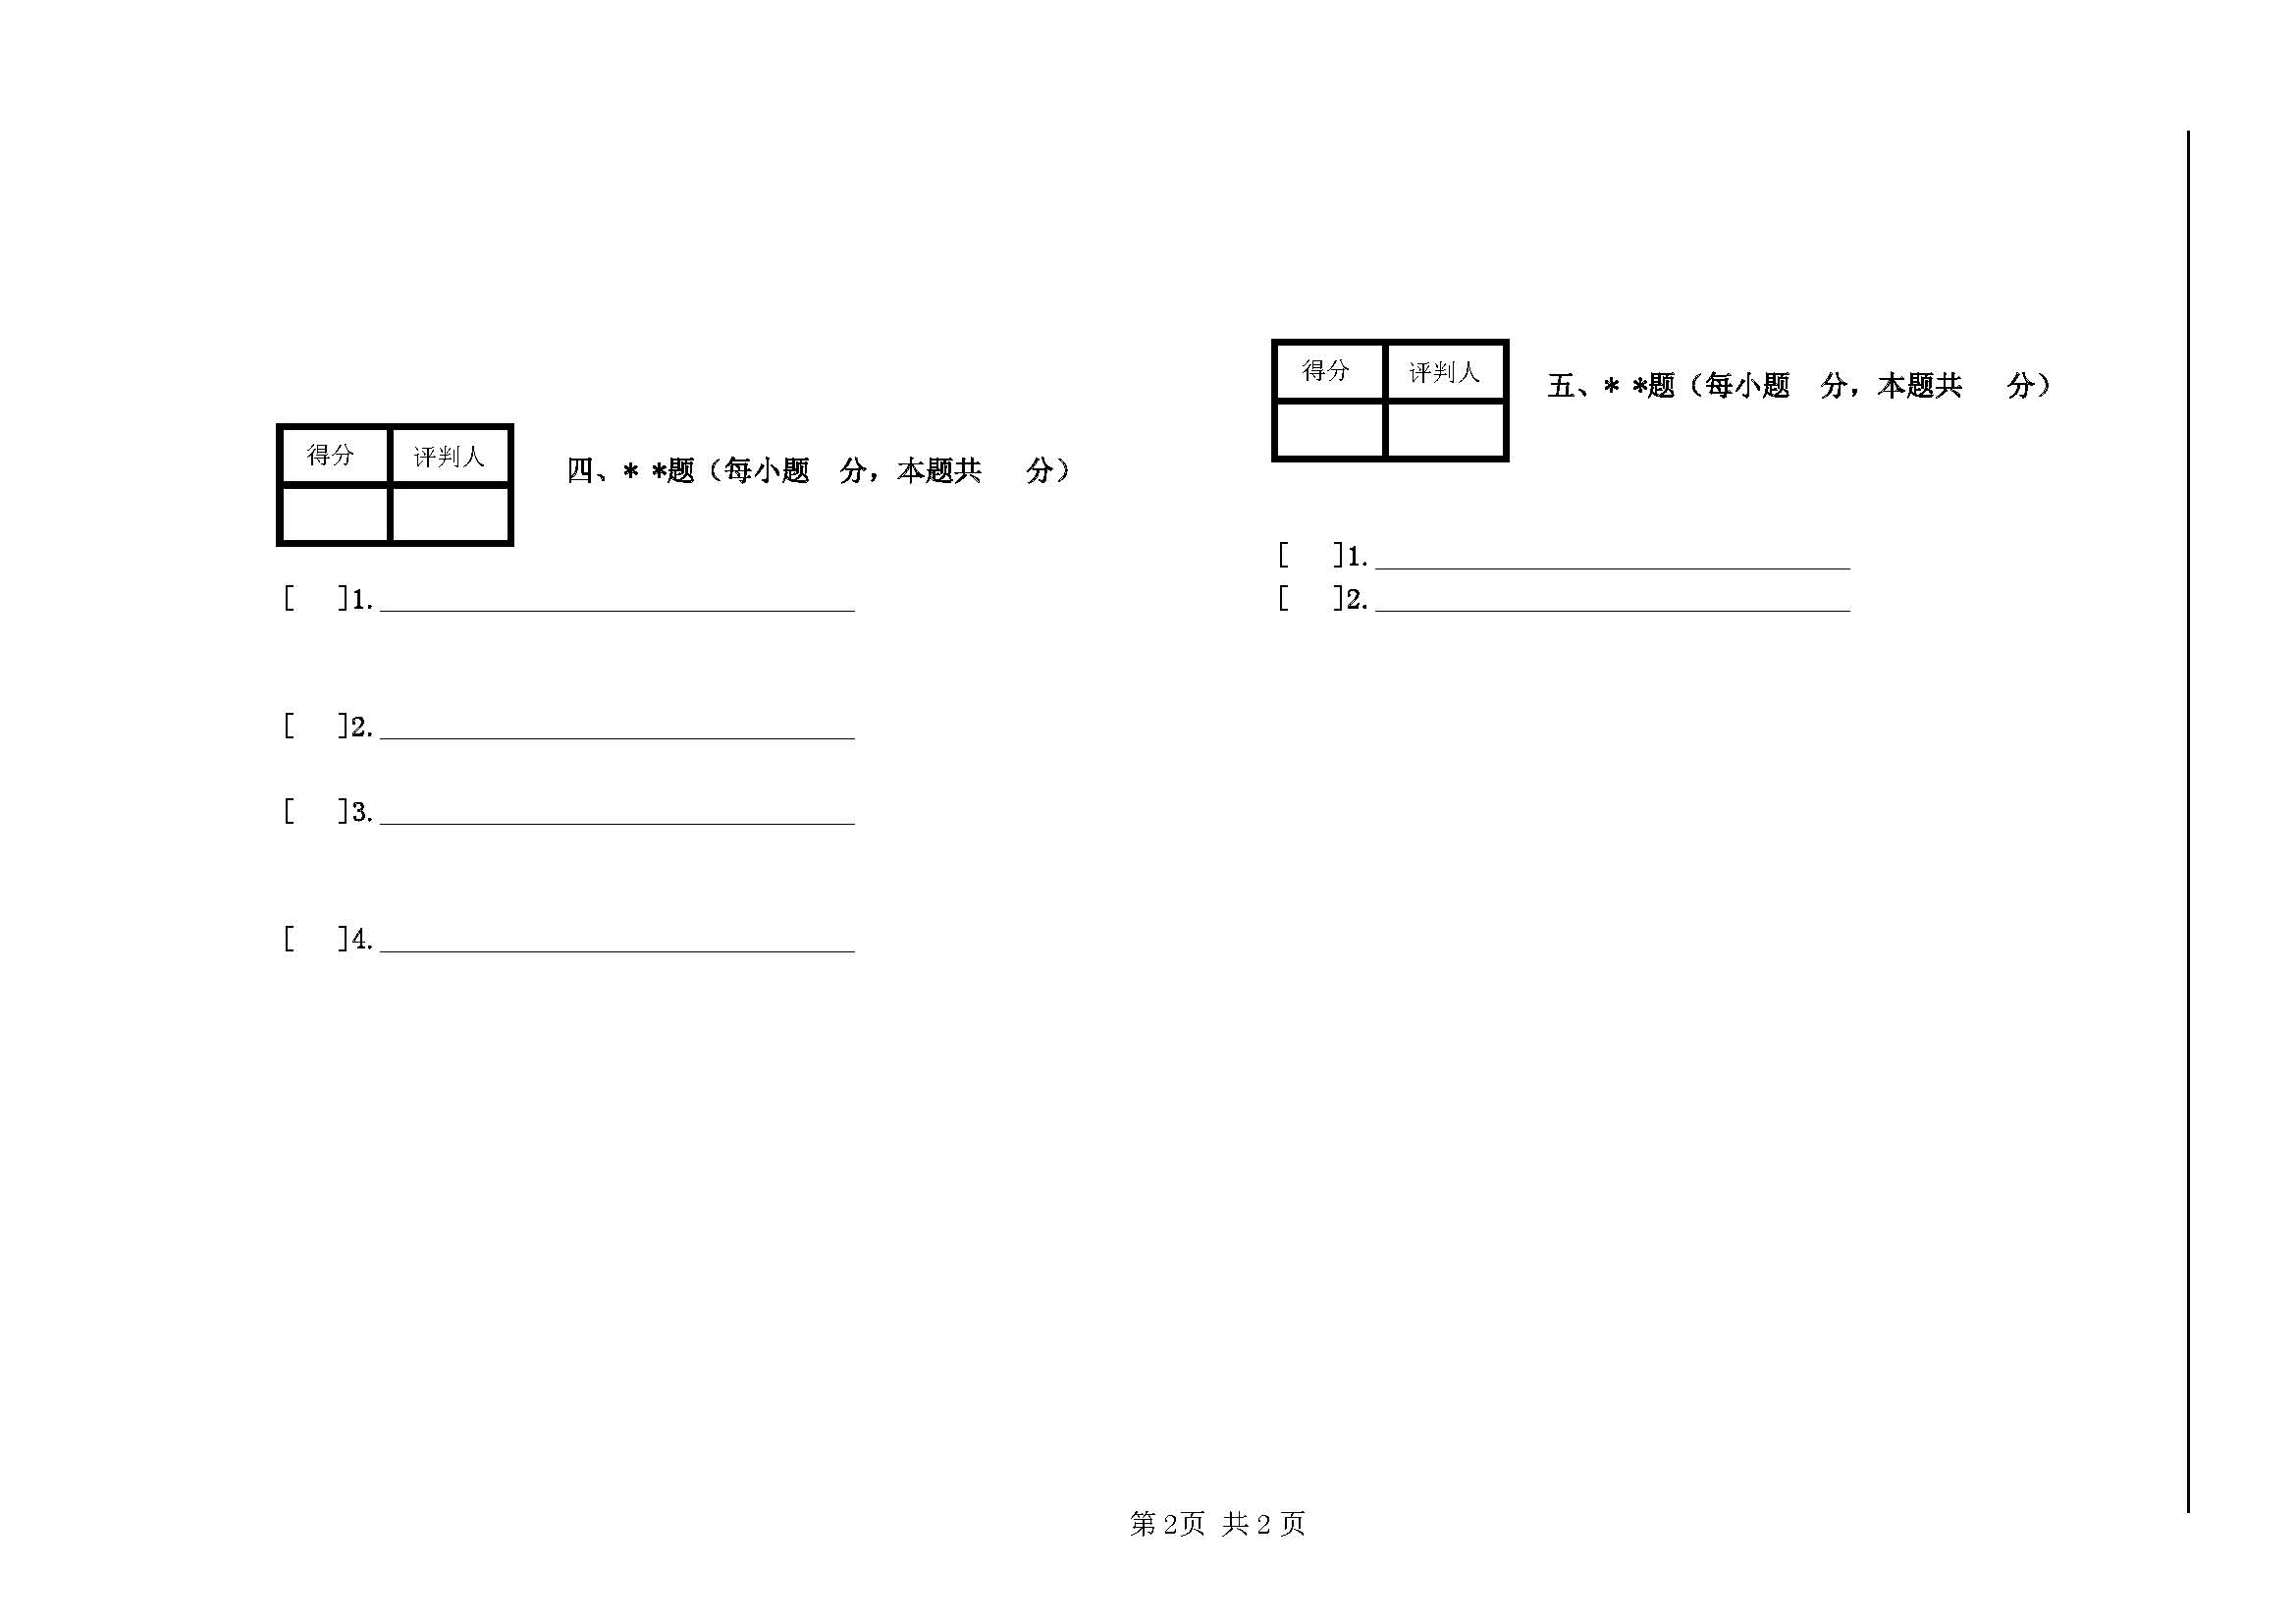 得分 评判人
四、* *题（每小题  分，本题共   分）
[   ]1.
[   ]2.
[   ]3.
[   ]4.
得分 评判人
五、* *题（每小题  分，本题共   分）
[   ]1.
[   ]2.
第 2页 共 2 页